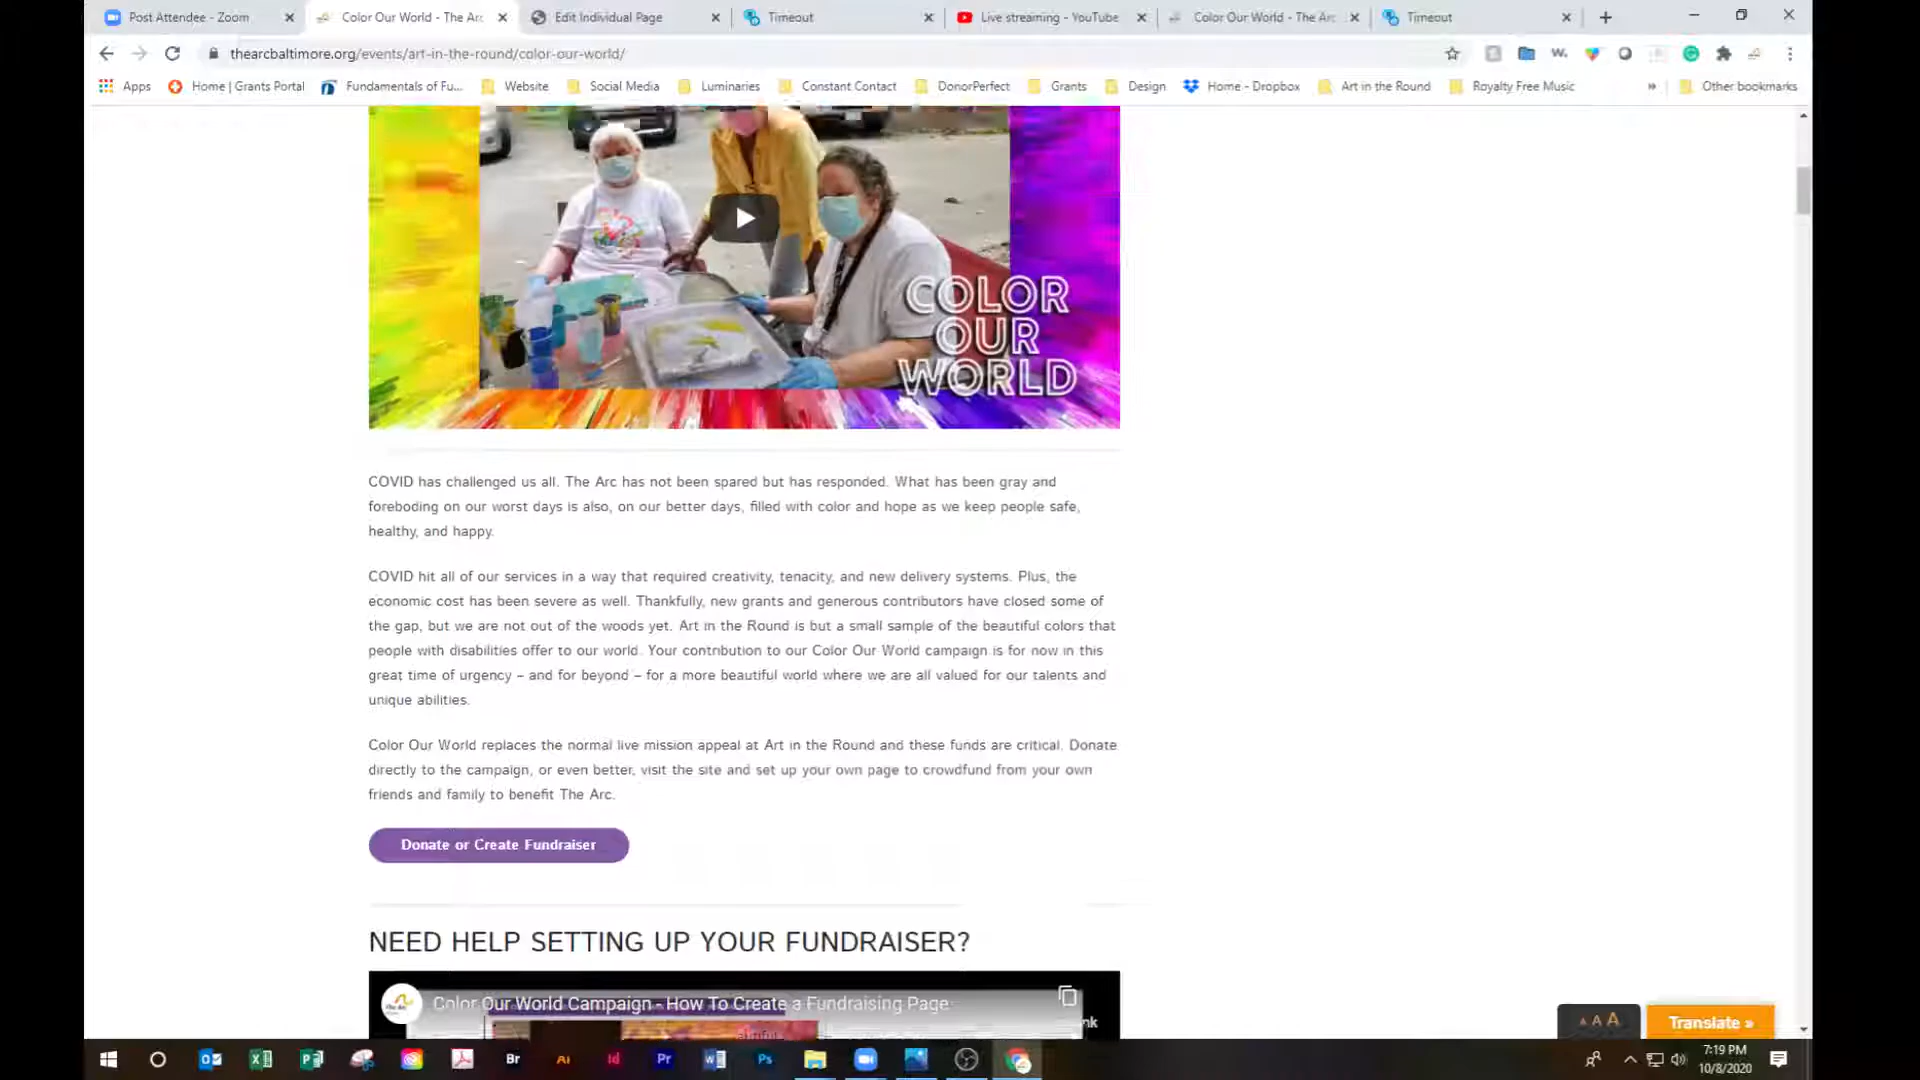 Post Attendee - Zoom
Color Our World - The Arc
Edit Individual Page
Timeout
Live streaming - YouTube
Color Our World - The Arc
Timeout
thearcbaltimore.org/events/art-in-the-round/color-our-world/
Apps
Home | Grants Portal
Fundamentals of Fu...
Website
Social Media
Luminaries
Constant Contact
DonorPerfect
Grants
Design
Home - Dropbox
Art in the Round
Royalty Free Music
»
Other bookmarks
COLOR
OUR
WORLD
COVID has challenged us all. The Arc has not been spared but has responded. What has been gray and
foreboding on our worst days is also, on our better days, filled with color and hope as we keep people safe,
healthy, and happy.
COVID hit all of our services in a way that required creativity, tenacity, and new delivery systems. Plus, the
economic cost has been severe as well. Thankfully, new grants and generous contributors have closed some of
the gap, but we are not out of the woods yet. Art in the Round is but a small sample of the beautiful colors that
people with disabilities offer to our world. Your contribution to our Color Our World campaign is for now in this
great time of urgency – and for beyond – for a more beautiful world where we are all valued for our talents and
unique abilities.
Color Our World replaces the normal live mission appeal at Art in the Round and these funds are critical. Donate
directly to the campaign, or even better, visit the site and set up your own page to crowdfund from your own
friends and family to benefit The Arc.
Donate or Create Fundraiser
NEED HELP SETTING UP YOUR FUNDRAISER?
Color Our World Campaign - How To Create a Fundraising Page
A A A
Translate »
Br
Ai
Id
Pr
Ps
7:19 PM
10/8/2020